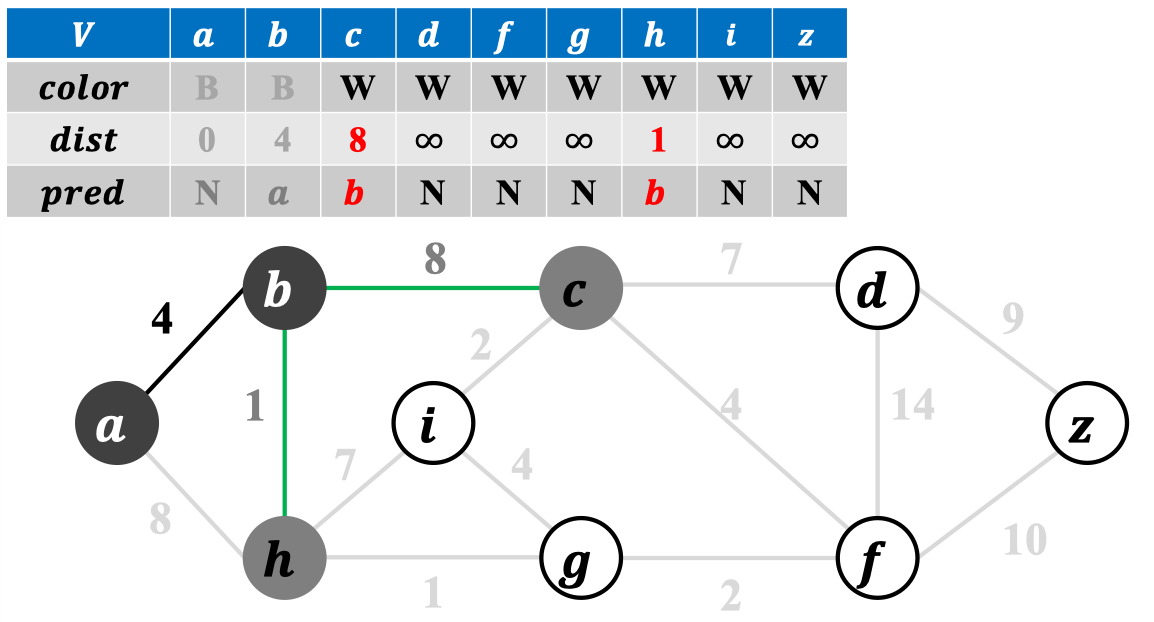 V a b c d f g h i z
color B B W W W W W W W
dist 0 4 8 ∞ ∞ ∞ 1 ∞ ∞
pred N a b N N N b N N
8 7
b c d
4 2 9
1 4 14
a i z
7 4
8 10
h g f
1 2